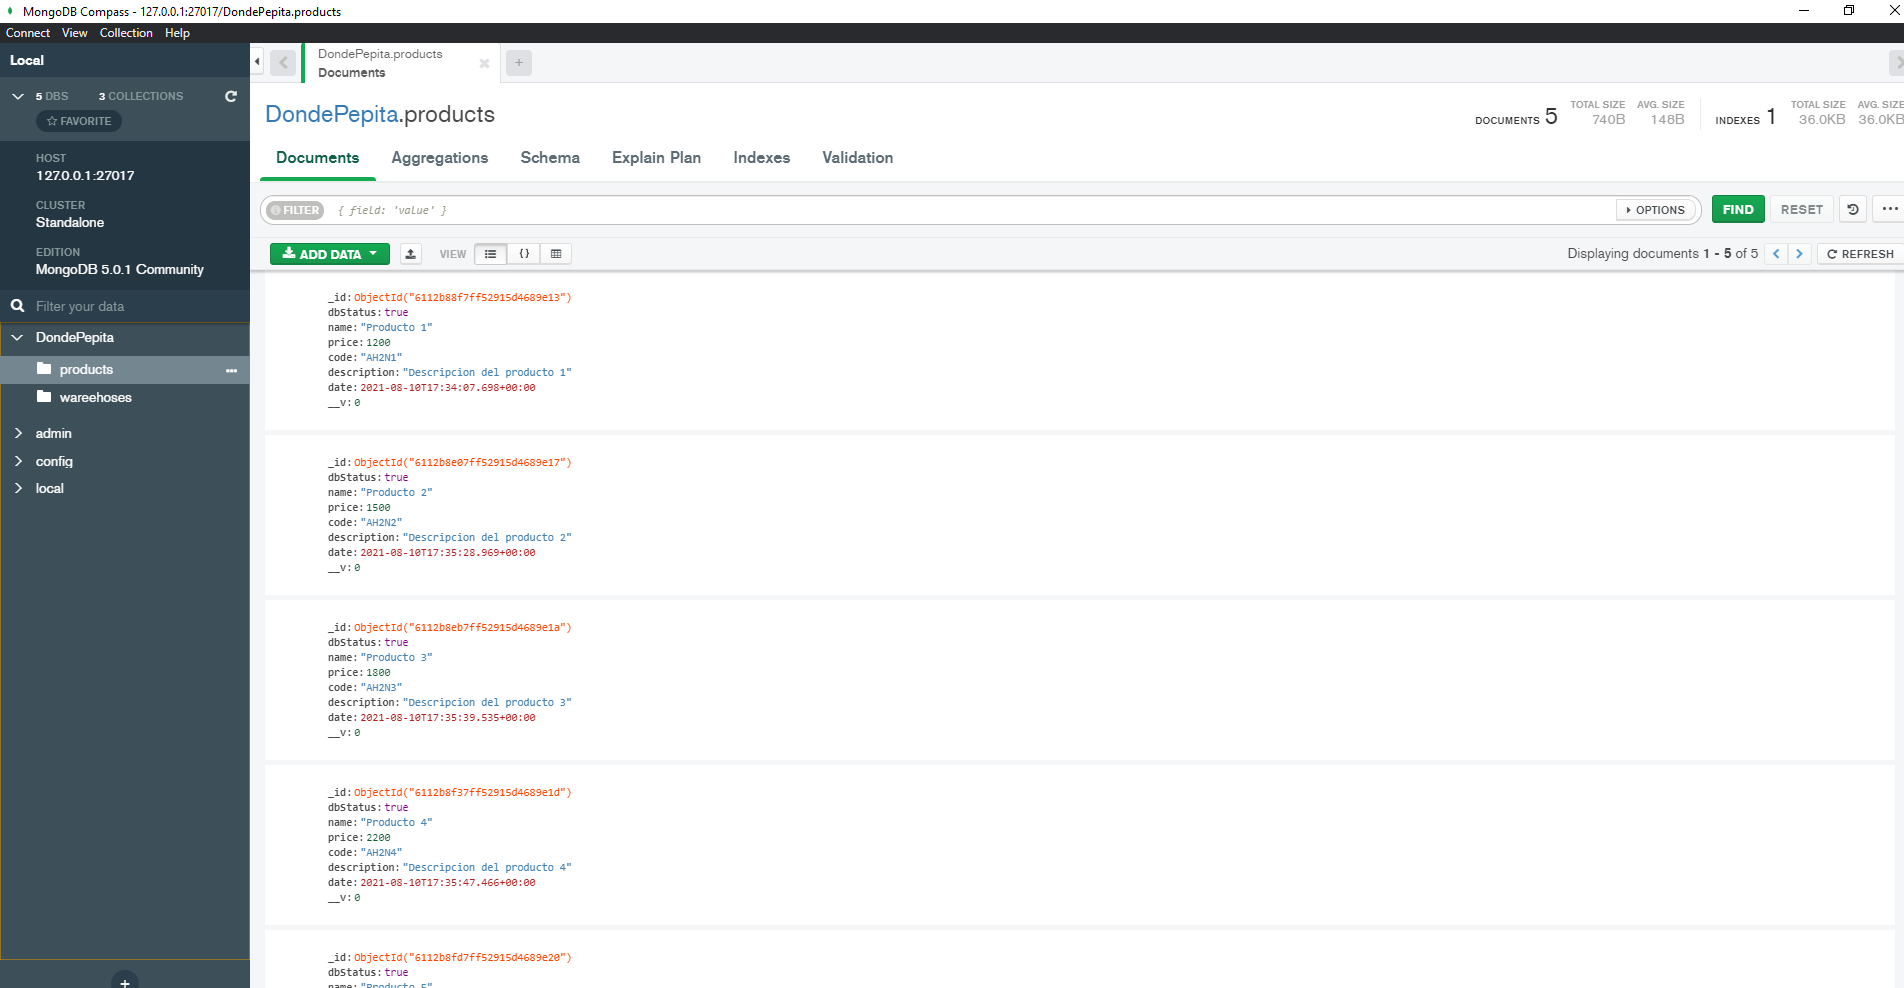 MongoDB Compass - 127.0.0.1:27017/DondePepita.products
Connect View Collection Help
Local
5 DBS 3 COLLECTIONS
FAVORITE
HOST
127.0.0.1:27017
CLUSTER
Standalone
EDITION
MongoDB 5.0.1 Community
Filter your data
DondePepita
products
wareehoses
admin
config
local
DondePepita.products
Documents
DondePepita.products
DOCUMENTS 5
TOTAL SIZE
740B
AVG. SIZE
148B
INDEXES 1
TOTAL SIZE
36.0KB
AVG. SIZE
36.0KB
Documents Aggregations Schema Explain Plan Indexes Validation
FILTER { field: 'value' } OPTIONS FIND RESET
ADD DATA VIEW {} Displaying documents 1 - 5 of 5 REFRESH
_id: ObjectId("6112b88f7ff52915d4689e13")
dbStatus: true
name: "Producto 1"
price: 1200
code: "AH2N1"
description: "Descripcion del producto 1"
date: 2021-08-10T17:34:07.698+00:00
__v: 0
_id: ObjectId("6112b8e07ff52915d4689e17")
dbStatus: true
name: "Producto 2"
price: 1500
code: "AH2N2"
description: "Descripcion del producto 2"
date: 2021-08-10T17:35:28.969+00:00
__v: 0
_id: ObjectId("6112b8eb7ff52915d4689e1a")
dbStatus: true
name: "Producto 3"
price: 1800
code: "AH2N3"
description: "Descripcion del producto 3"
date: 2021-08-10T17:35:39.535+00:00
__v: 0
_id: ObjectId("6112b8f37ff52915d4689e1d")
dbStatus: true
name: "Producto 4"
price: 2200
code: "AH2N4"
description: "Descripcion del producto 4"
date: 2021-08-10T17:35:47.466+00:00
__v: 0
_id: ObjectId("6112b8fd7ff52915d4689e20")
dbStatus: true
name: "Producto 5"